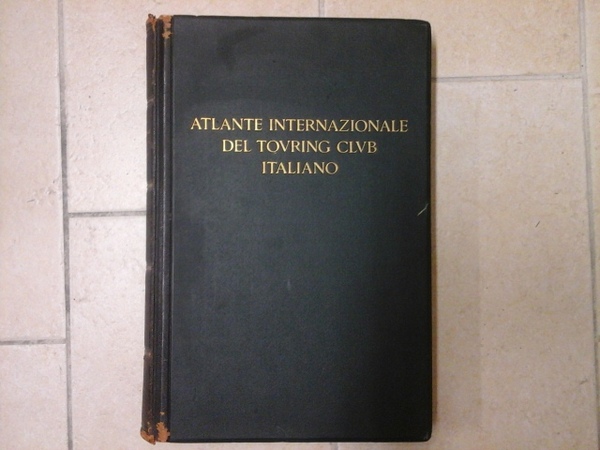 ATLANTE INTERNAZIONALE
DEL TOVRING CLVB
ITALIANO